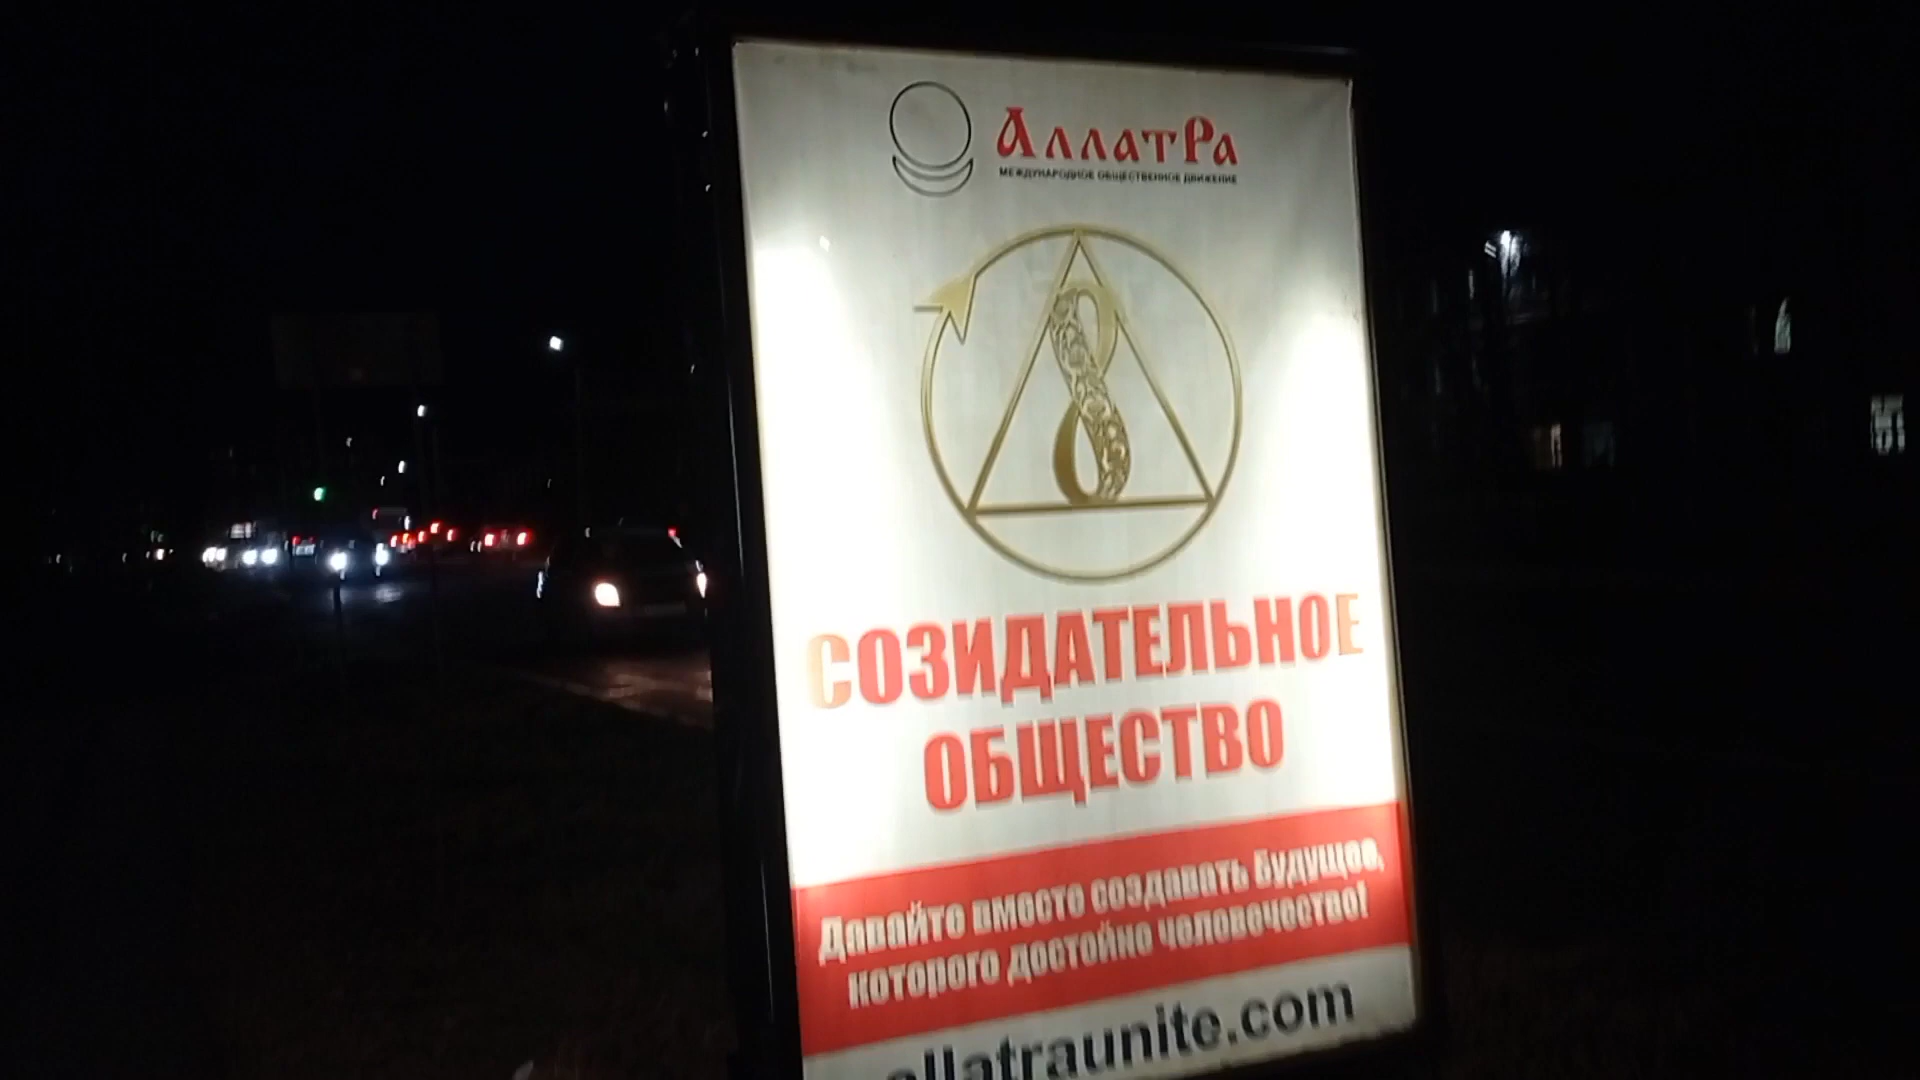 АллатРа
МЕЖДУНАРОДНОЕ ОБЩЕСТВЕННОЕ ДВИЖЕНИЕ
СОЗИДАТЕЛЬНОЕ
ОБЩЕСТВО
Давайте вместе создавать Будущее,
которого достойно человечество!
allatraunite.com